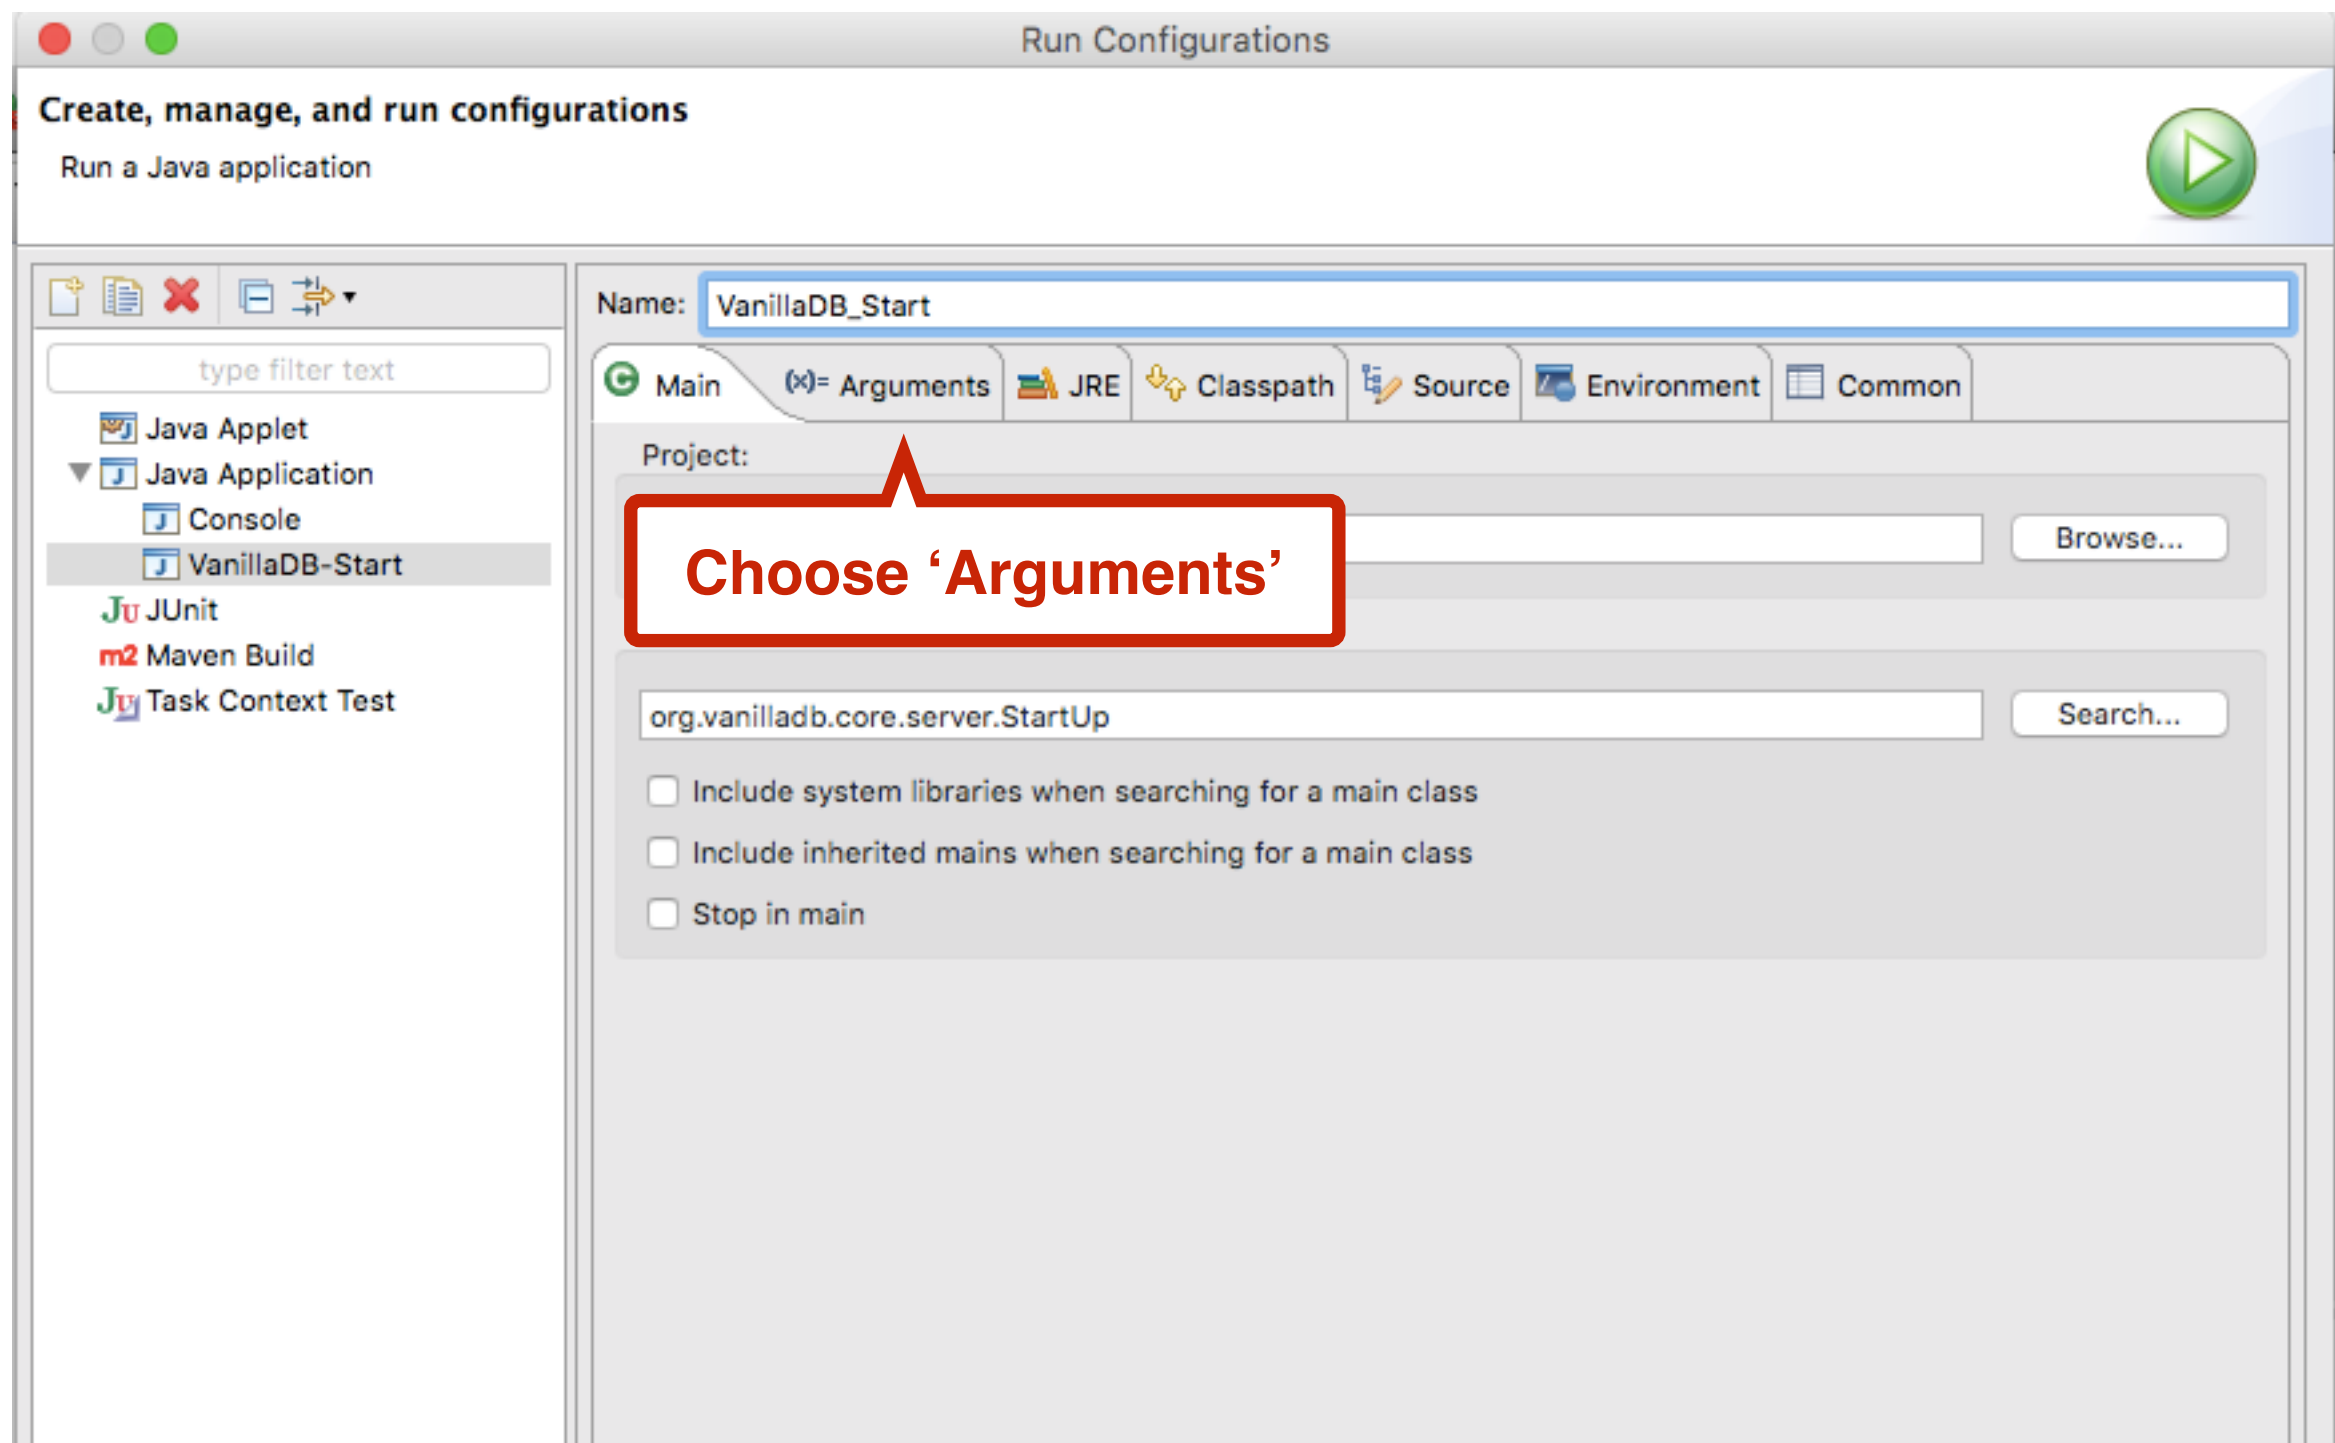 Run Configurations
Create, manage, and run configurations
Run a Java application
type filter text
Java Applet
Java Application
Console
VanillaDB-Start
JUnit
m2 Maven Build
Task Context Test
Name: VanillaDB_Start
Main (x)= Arguments JRE Classpath Source Environment Common
Project:
Browse...
Choose ‘Arguments’
org.vanilladb.core.server.StartUp Search...
Include system libraries when searching for a main class
Include inherited mains when searching for a main class
Stop in main